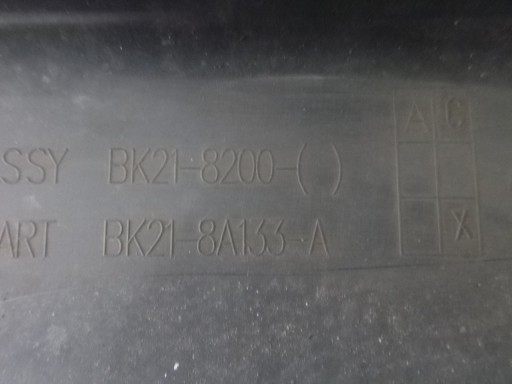 A C
SSY BK21-8200-( )
ART BK21-8A133-A
X